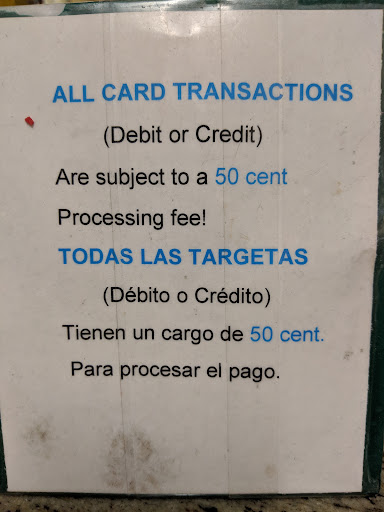 ALL CARD TRANSACTIONS
(Debit or Credit)
Are subject to a 50 cent
Processing fee!
TODAS LAS TARGETAS
(Débito o Crédito)
Tienen un cargo de 50 cent.
Para procesar el pago.